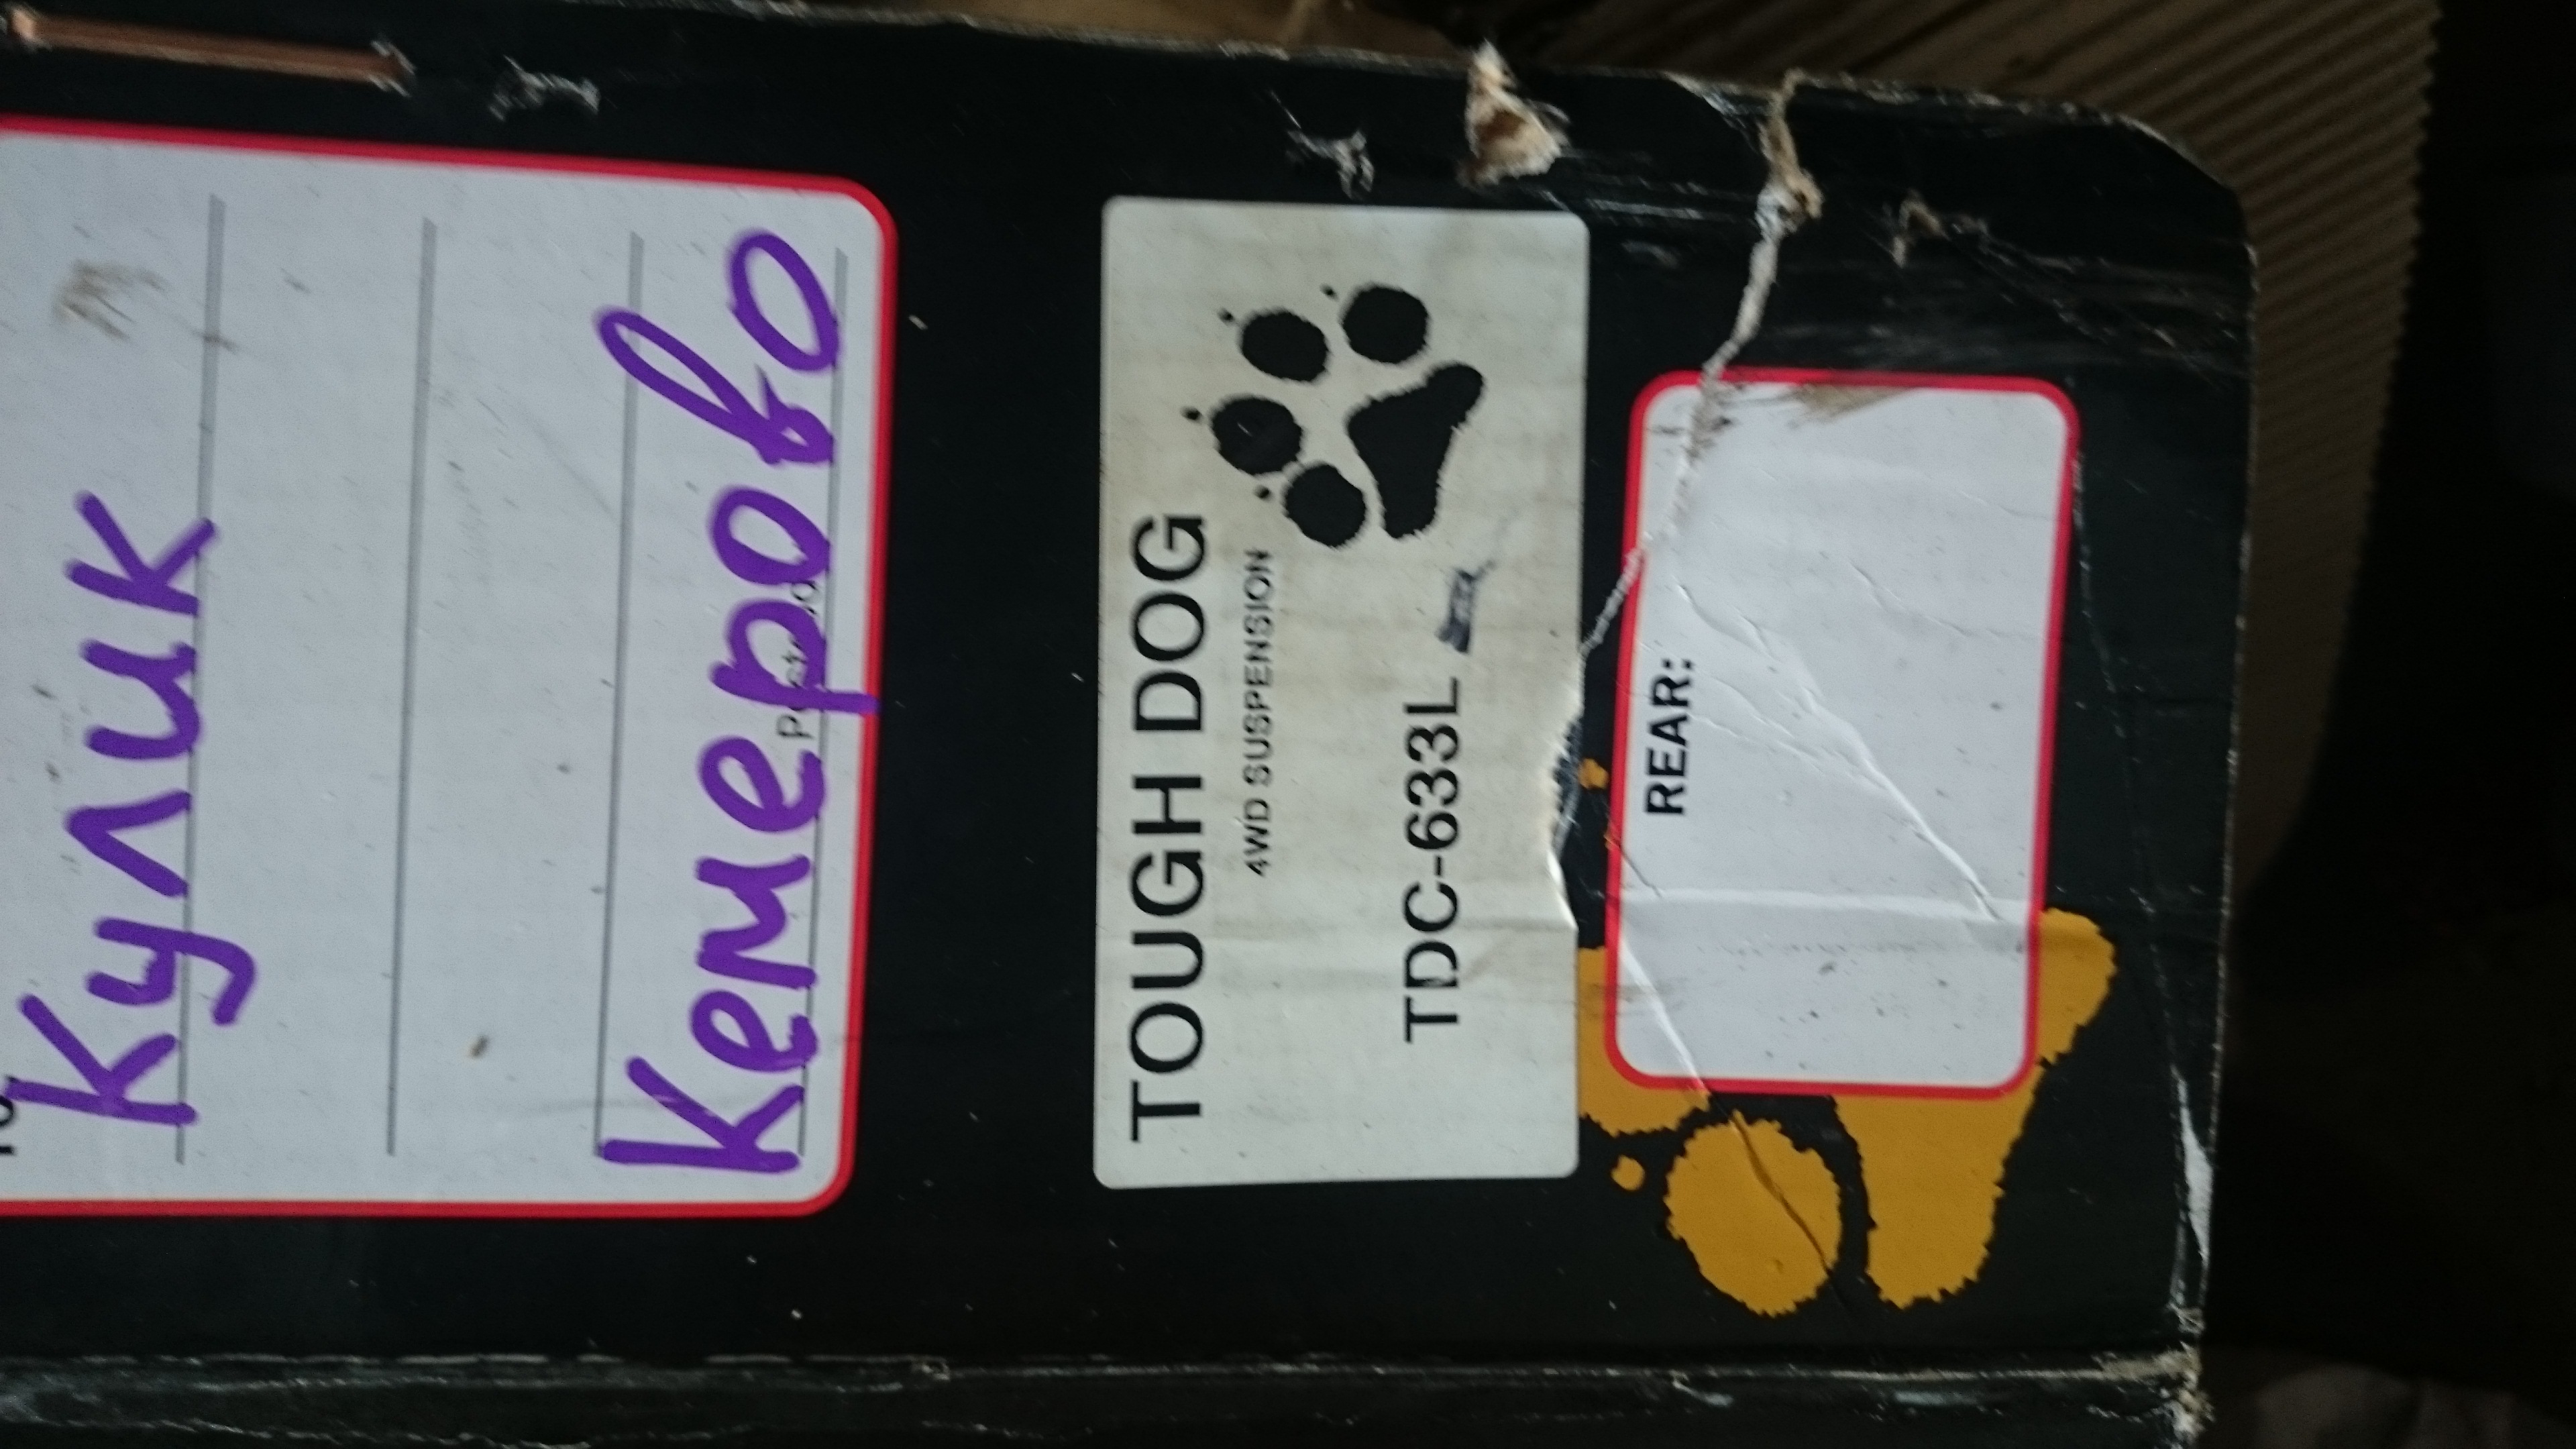 Кулик
Кемерово
TOUGH DOG
4WD SUSPENSION
TDC-633L
REAR: